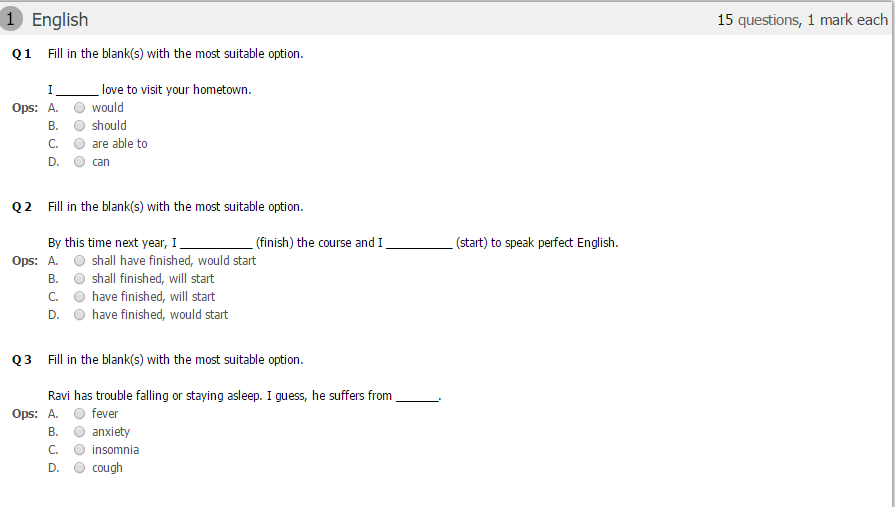 1 English 15 questions, 1 mark each
Q 1 Fill in the blank(s) with the most suitable option.
I ______ love to visit your hometown.
Ops: A. would
B. should
C. are able to
D. can
Q 2 Fill in the blank(s) with the most suitable option.
By this time next year, I __________ (finish) the course and I _________ (start) to speak perfect English.
Ops: A. shall have finished, would start
B. shall finished, will start
C. have finished, will start
D. have finished, would start
Q 3 Fill in the blank(s) with the most suitable option.
Ravi has trouble falling or staying asleep. I guess, he suffers from ______.
Ops: A. fever
B. anxiety
C. insomnia
D. cough